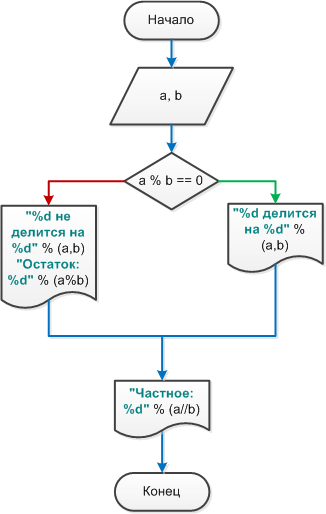 Начало
a, b
a % b == 0
"%d не
делится на
%d" % (a,b)
"Остаток:
%d" % (a%b)
"%d делится
на %d" %
(a,b)
"Частное:
%d" % (a//b)
Конец